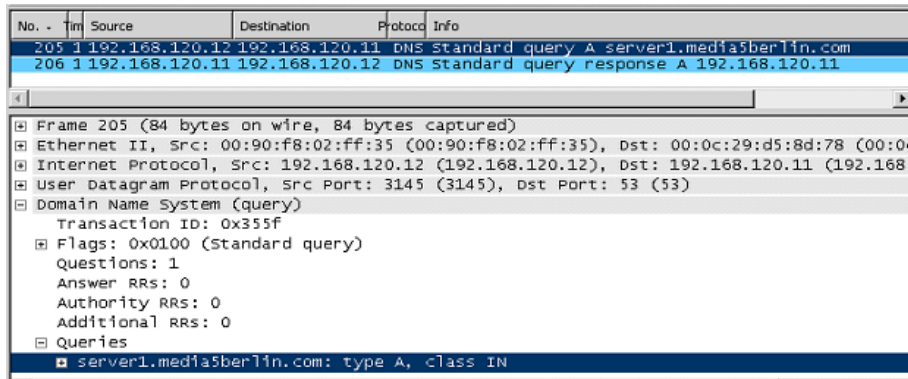 No. - Tim Source Destination Protoco Info
205 1 192.168.120.12 192.168.120.11 DNS Standard query A server1.media5berlin.com
206 1 192.168.120.11 192.168.120.12 DNS Standard query response A 192.168.120.11
Frame 205 (84 bytes on wire, 84 bytes captured)
Ethernet II, Src: 00:90:f8:02:ff:35 (00:90:f8:02:ff:35), Dst: 00:0c:29:d5:8d:78 (00:0
Internet Protocol, Src: 192.168.120.12 (192.168.120.12), Dst: 192.168.120.11 (192.168
User Datagram Protocol, Src Port: 3145 (3145), Dst Port: 53 (53)
Domain Name System (query)
Transaction ID: 0x355f
Flags: 0x0100 (Standard query)
Questions: 1
Answer RRs: 0
Authority RRs: 0
Additional RRs: 0
Queries
server1.media5berlin.com: type A, class IN